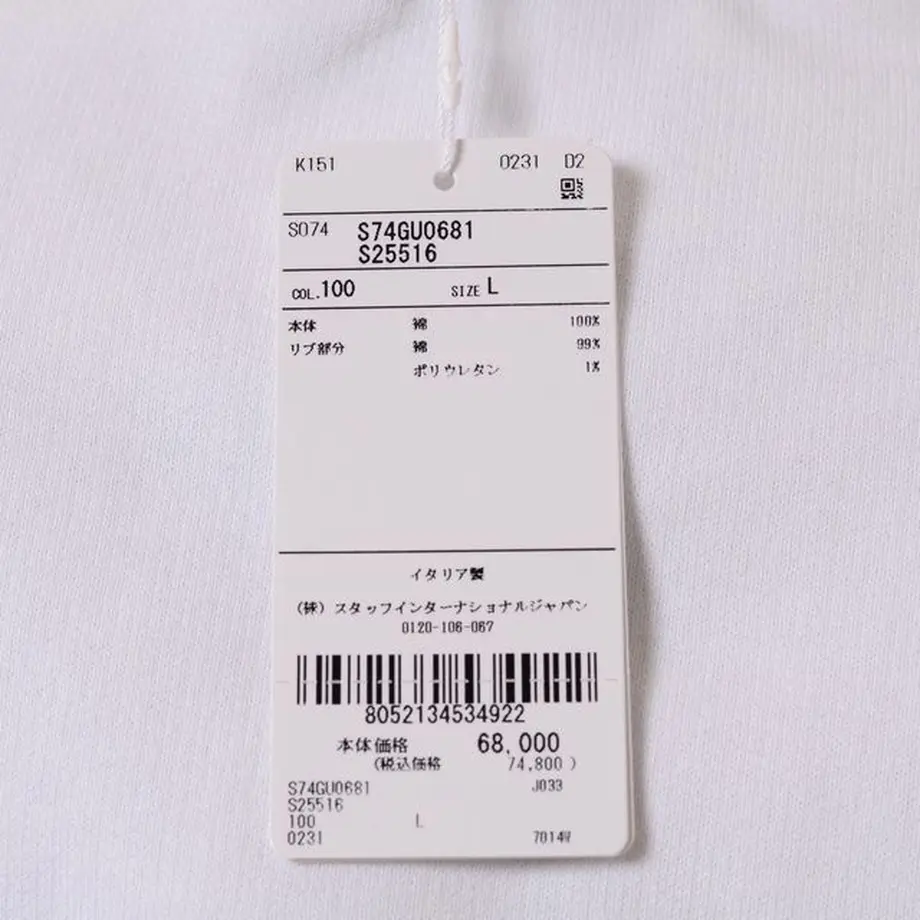 K151 0231 D2
S074 S74GU0681
S25516
COL.100 SIZE L
本体 綿 100%
リブ部分 綿 99%
ポリウレタン 1%
イタリア製
(株) スタッフインターナショナルジャパン
0120-106-067
8052134534922
本体価格 68,000
(税込価格 74,800 )
S74GU0681 J033
S25516
100 L
0231 7014W